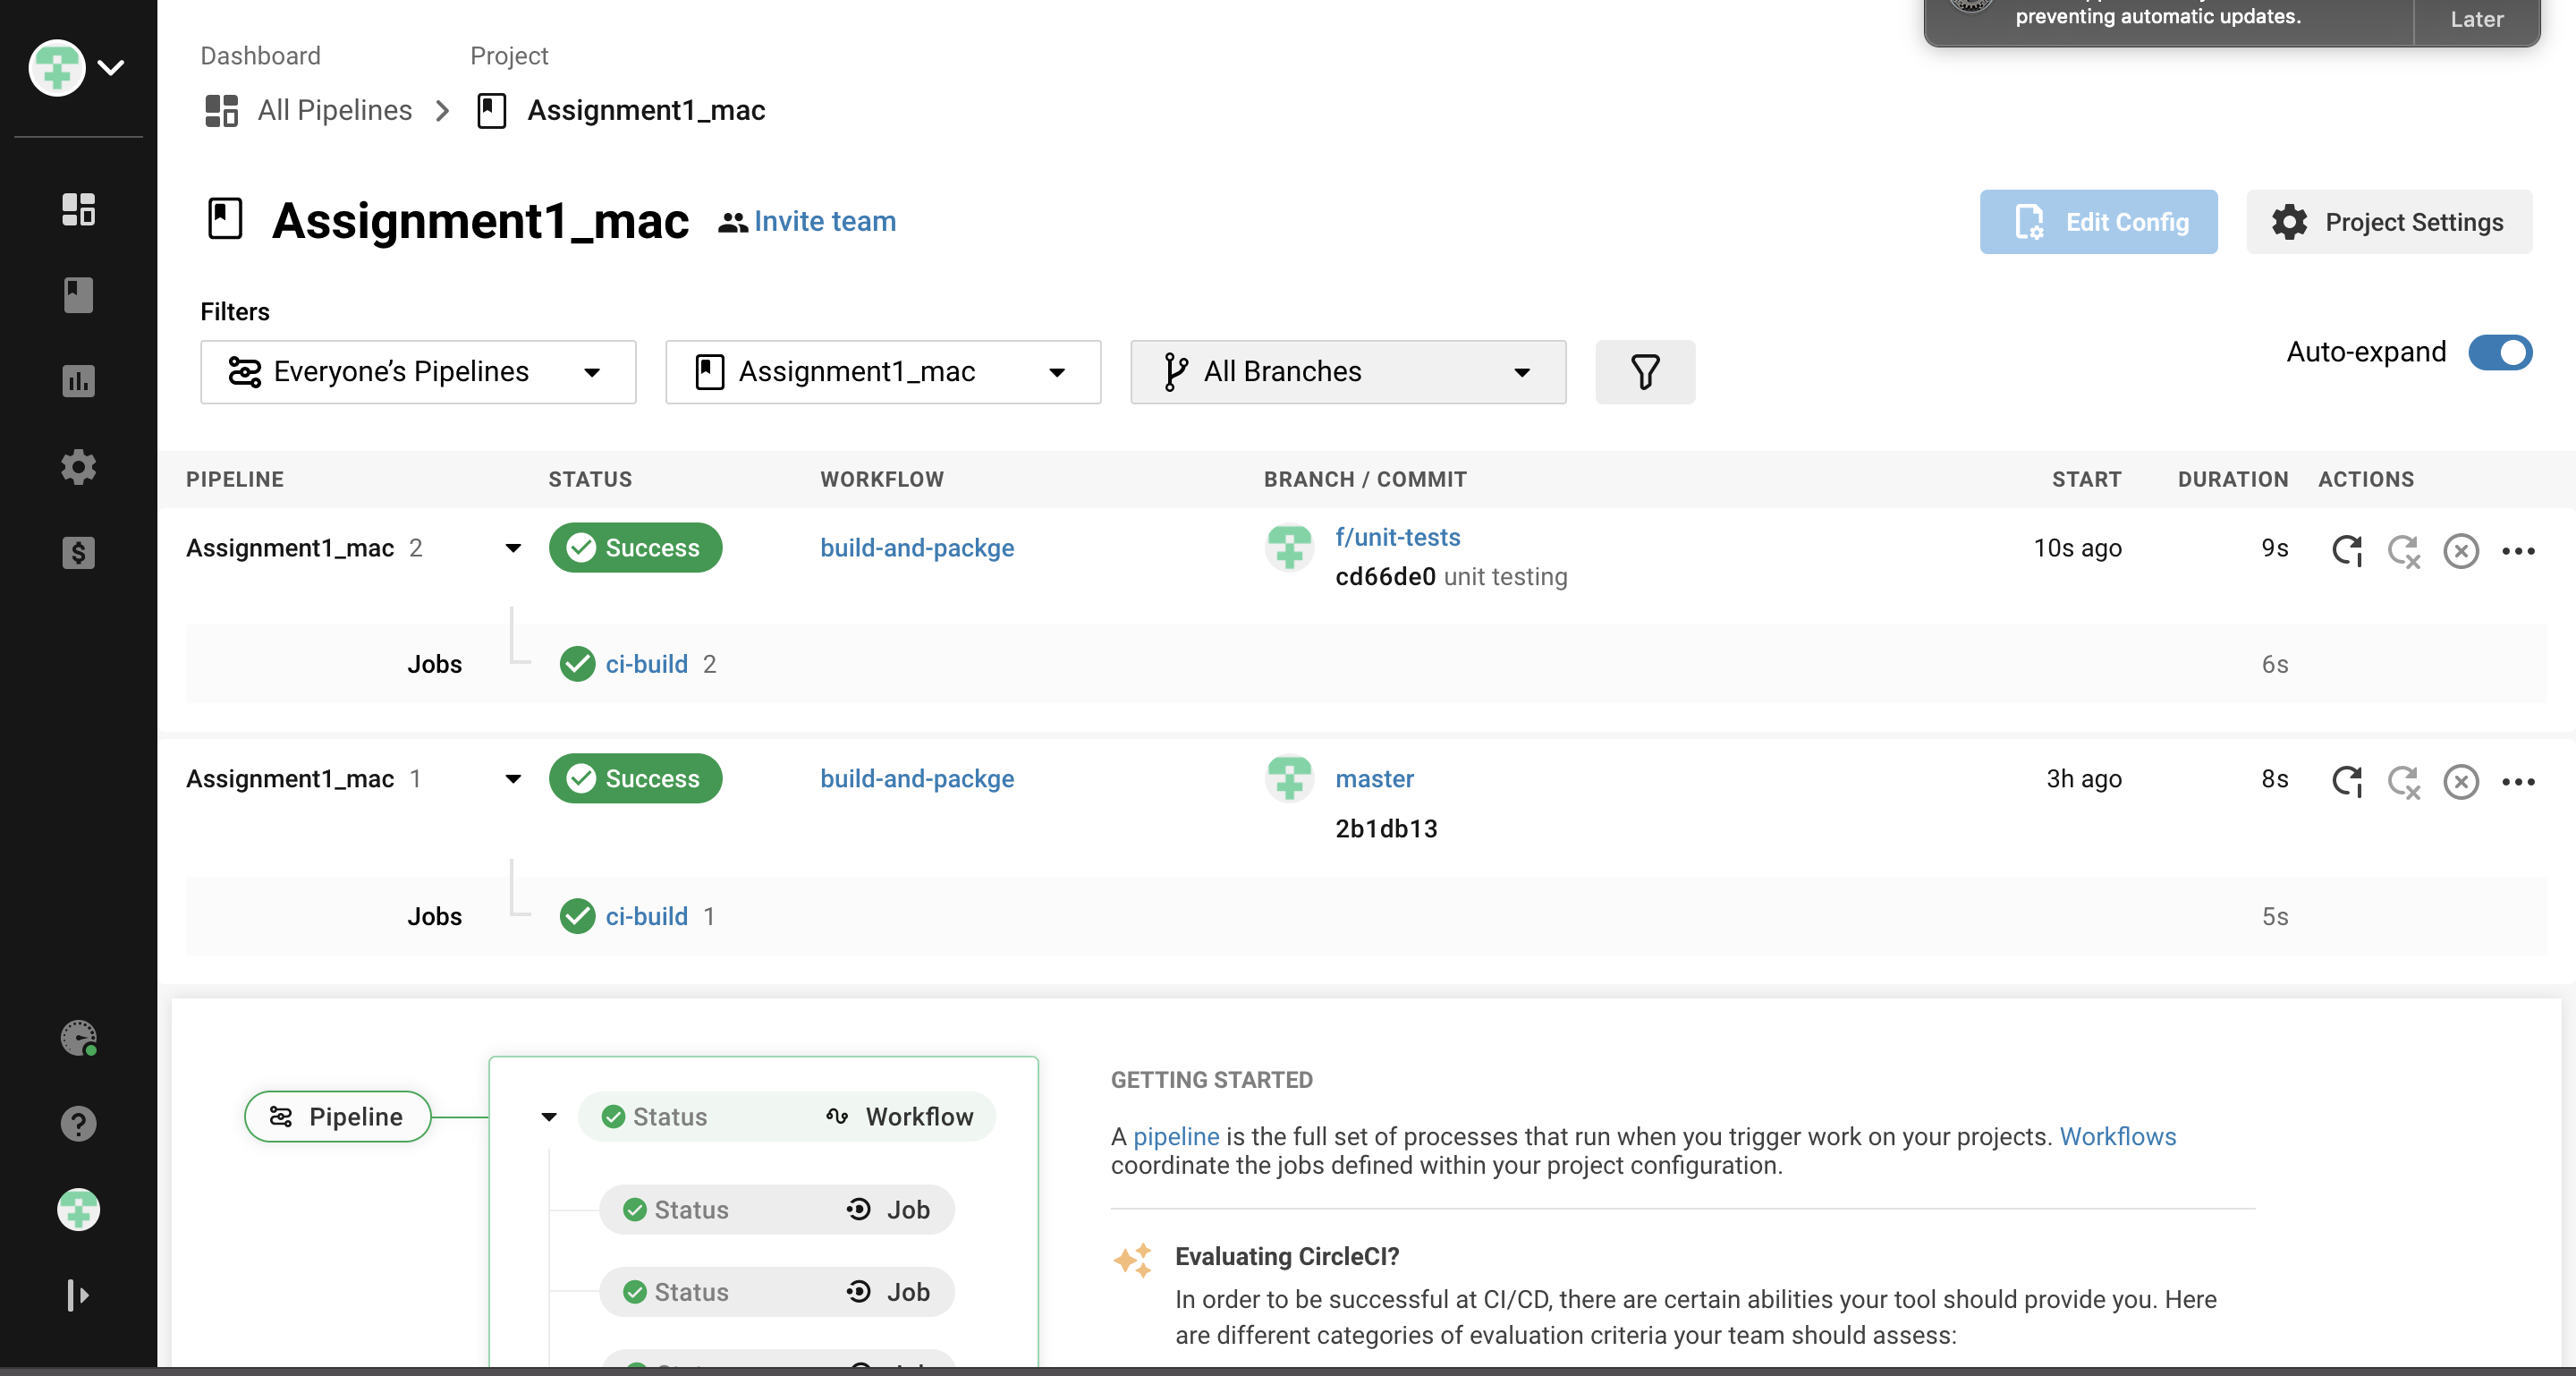 preventing automatic updates.
Later
Dashboard
Project
All Pipelines
Assignment1_mac
Assignment1_mac
Invite team
Edit Config
Project Settings
Filters
Everyone’s Pipelines
Assignment1_mac
All Branches
Auto-expand
PIPELINE STATUS WORKFLOW BRANCH / COMMIT START DURATION ACTIONS
Assignment1_mac 2 Success build-and-packge f/unit-tests 10s ago 9s
cd66de0 unit testing
Jobs ci-build 2 6s
Assignment1_mac 1 Success build-and-packge master 3h ago 8s
2b1db13
Jobs ci-build 1 5s
Pipeline
Status Workflow
Status Job
Status Job
GETTING STARTED
A pipeline is the full set of processes that run when you trigger work on your projects. Workflows
coordinate the jobs defined within your project configuration.
Evaluating CircleCI?
In order to be successful at CI/CD, there are certain abilities your tool should provide you. Here
are different categories of evaluation criteria your team should assess: